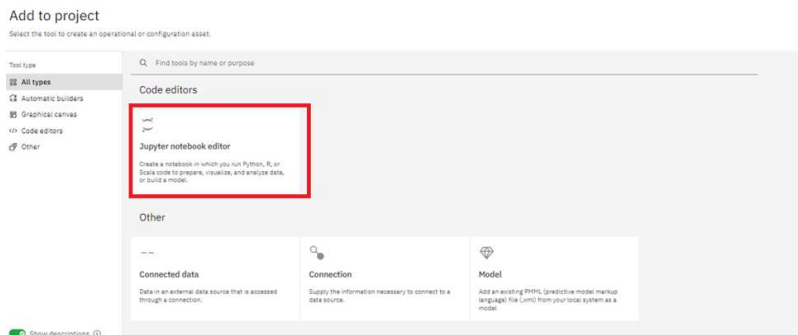 Add to project
Select the tool to create an operational or configuration asset.
Tool type
All types
Automatic builders
Graphical canvas
</> Code editors
Other
Find tools by name or purpose
Code editors
Jupyter notebook editor
Create a notebook in which you run Python, R, or
Scala code to prepare, visualize, and analyze data,
or build a model.
Other
Connected data
Data in an external data source that is accessed
through a connection.
Connection
Supply the information necessary to connect to a
data source.
Model
Add an existing PMML (predictive model markup
language) file (.xml) from your local system as a
model
Show descriptions